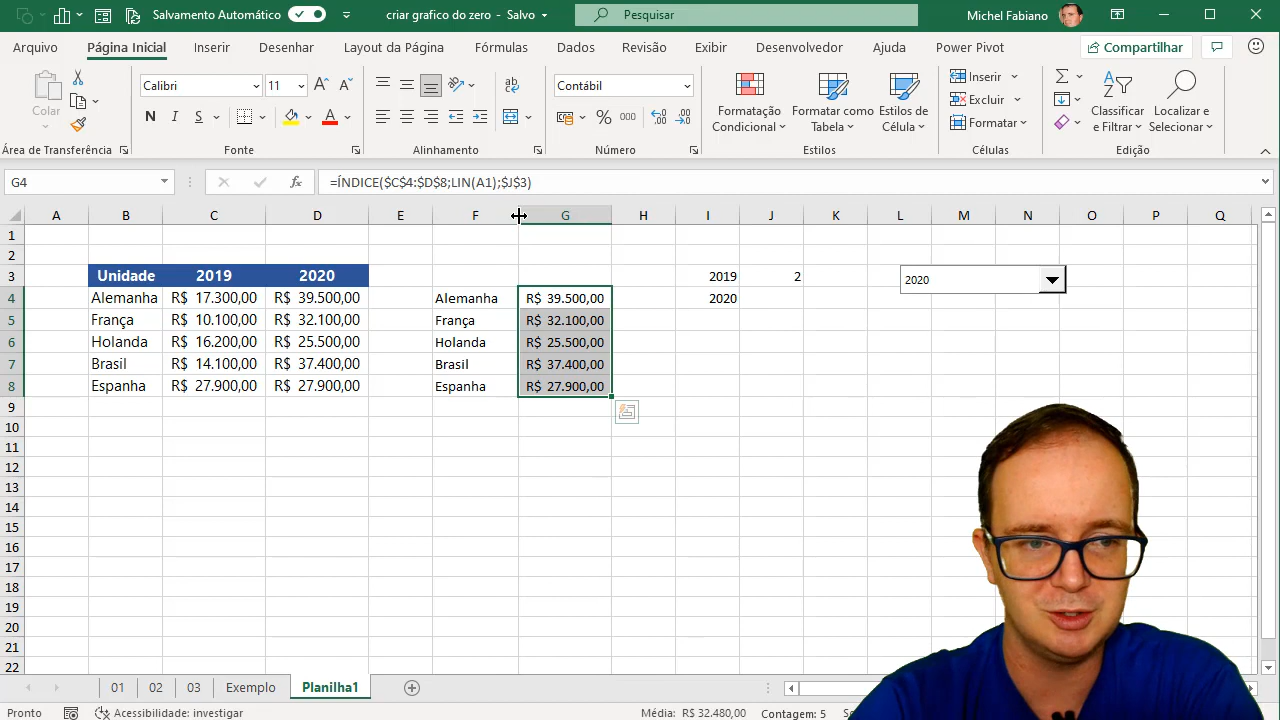 Salvamento Automático
criar grafico do zero - Salvo
Pesquisar
Michel Fabiano
Arquivo Página Inicial Inserir Desenhar Layout da Página Fórmulas Dados Revisão Exibir Desenvolvedor Ajuda Power Pivot Compartilhar
Colar
Calibri 11
N I S
Contábil
% 000
Formatação Condicional
Formatar como Tabela
Estilos de Célula
Inserir
Excluir
Formatar
Classificar e Filtrar
Localizar e Selecionar
Área de Transferência Fonte Alinhamento Número Estilos Células Edição
G4 fx =ÍNDICE($C$4:$D$8;LIN(A1);$J$3)
A B C D E F G H I J K L M N O P Q
1
2
3 Unidade 2019 2020 2019 2 2020
4 Alemanha R$ 17.300,00 R$ 39.500,00 Alemanha R$ 39.500,00 2020
5 França R$ 10.100,00 R$ 32.100,00 França R$ 32.100,00
6 Holanda R$ 16.200,00 R$ 25.500,00 Holanda R$ 25.500,00
7 Brasil R$ 14.100,00 R$ 37.400,00 Brasil R$ 37.400,00
8 Espanha R$ 27.900,00 R$ 27.900,00 Espanha R$ 27.900,00
9
10
11
12
13
14
15
16
17
18
19
20
21
22
01 02 03 Exemplo Planilha1
Pronto Acessibilidade: investigar Média: R$ 32.480,00 Contagem: 5